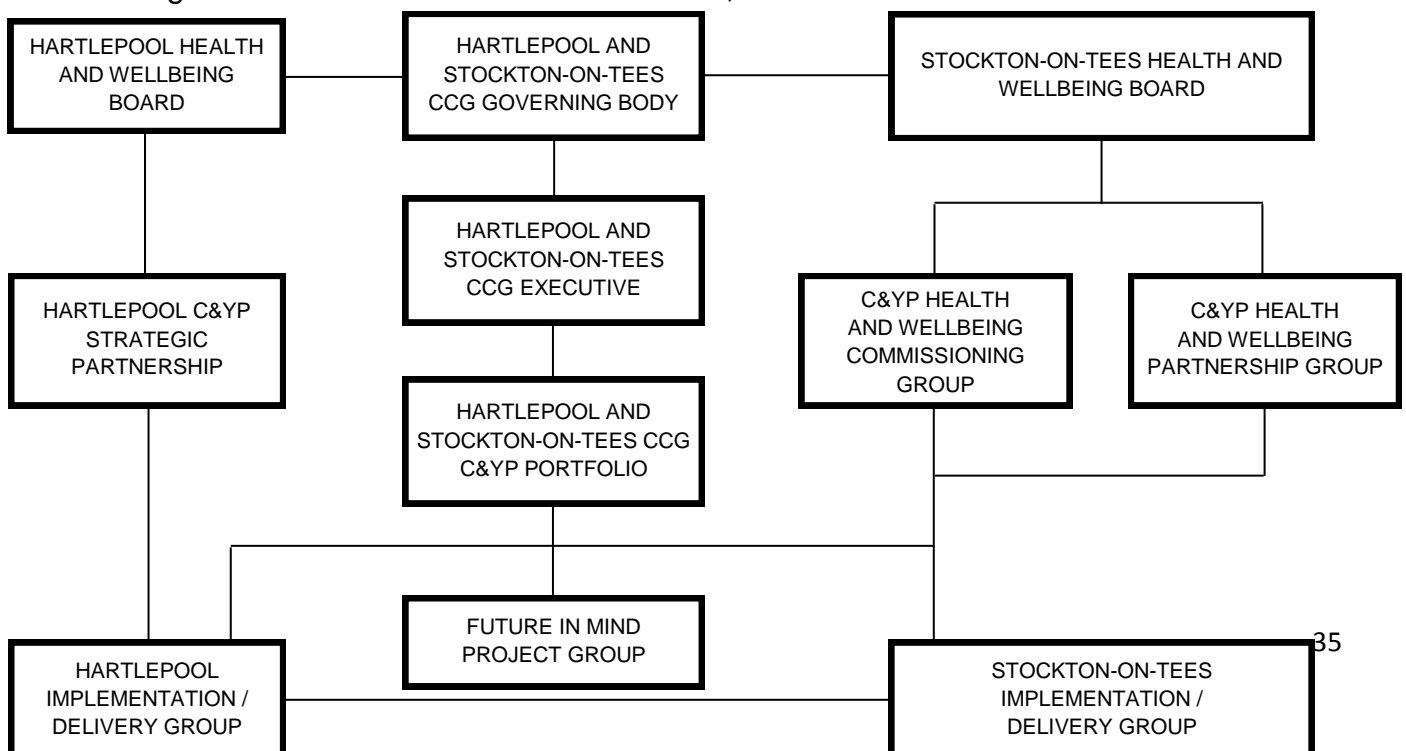 HARTLEPOOL HEALTH
AND WELLBEING
BOARD
HARTLEPOOL AND
STOCKTON-ON-TEES
CCG GOVERNING BODY
STOCKTON-ON-TEES HEALTH AND
WELLBEING BOARD
HARTLEPOOL AND
STOCKTON-ON-TEES
CCG EXECUTIVE
HARTLEPOOL C&YP
STRATEGIC
PARTNERSHIP
C&YP HEALTH
AND WELLBEING
COMMISSIONING
GROUP
C&YP HEALTH
AND WELLBEING
PARTNERSHIP GROUP
HARTLEPOOL AND
STOCKTON-ON-TEES CCG
C&YP PORTFOLIO
FUTURE IN MIND
PROJECT GROUP
35
HARTLEPOOL
IMPLEMENTATION /
DELIVERY GROUP
STOCKTON-ON-TEES
IMPLEMENTATION /
DELIVERY GROUP